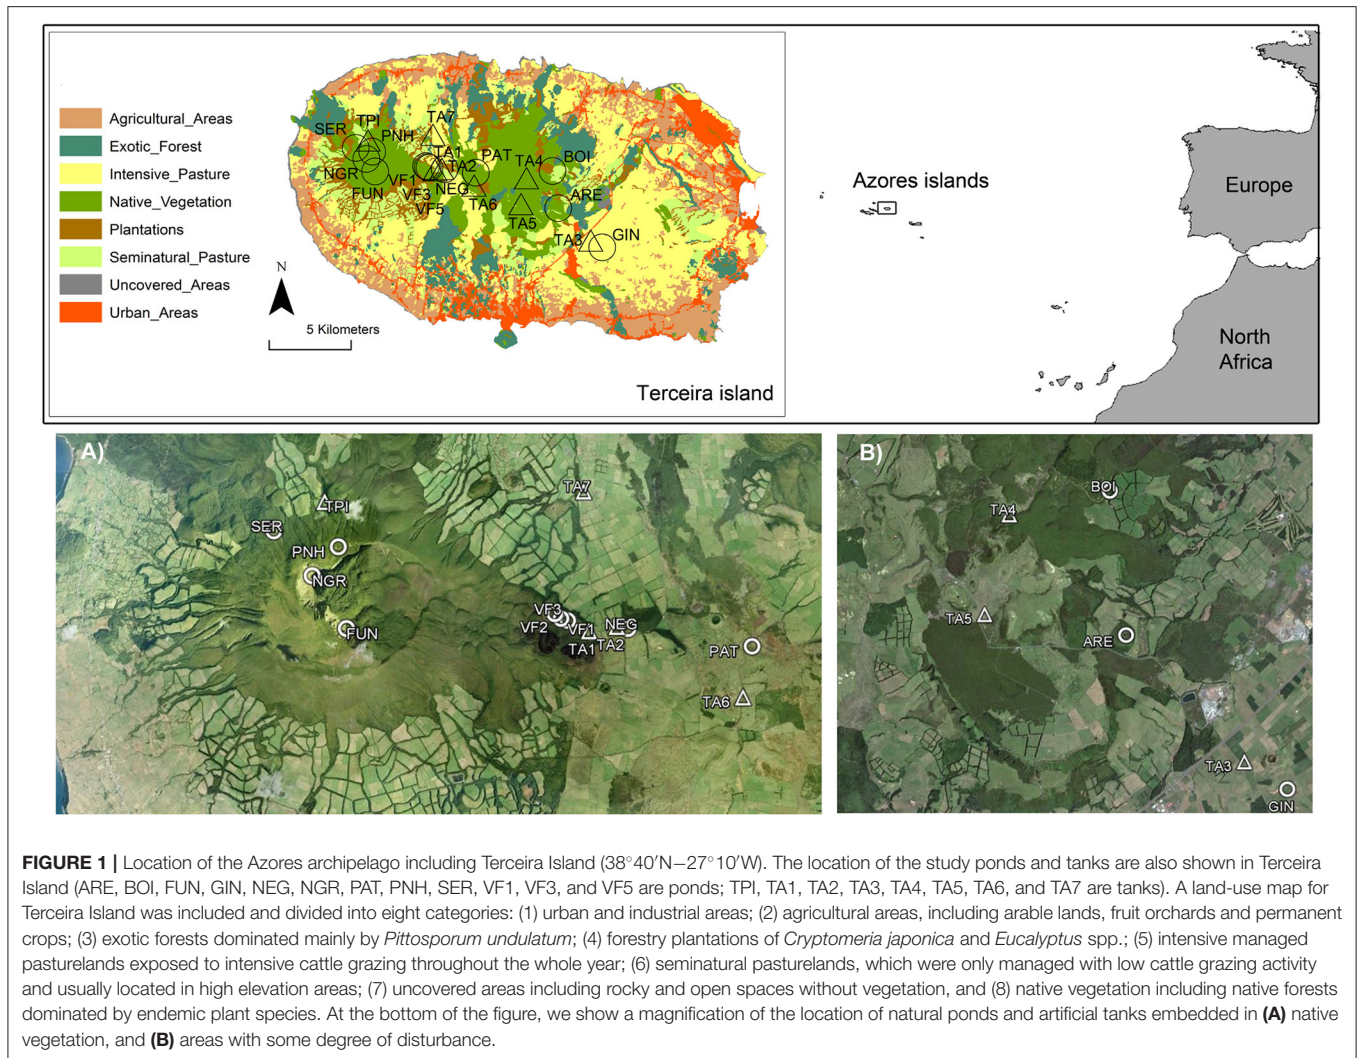 Agricultural_Areas
Exotic_Forest
Intensive_Pasture
Native_Vegetation
Plantations
Seminatural_Pasture
Uncovered_Areas
Urban_Areas
N
5 Kilometers
SER
TPI
PNH
NGR
FUN
TA7
TA1
TA2
VF1
VF3
VF5
NEG
PAT
TA6
TA4
BOI
TA5
ARE
TA3
GIN
Terceira island
Azores islands
Europe
North
Africa
A)
SER
TPI
PNH
NGR
FUN
TA7
VF3
VF2
VF1
TA1
TA2
NEG
PAT
TA6
B)
BOI
TA4
TA5
ARE
TA3
GIN
FIGURE 1 | Location of the Azores archipelago including Terceira Island (38°40′N−27°10′W). The location of the study ponds and tanks are also shown in Terceira
Island (ARE, BOI, FUN, GIN, NEG, NGR, PAT, PNH, SER, VF1, VF3, and VF5 are ponds; TPI, TA1, TA2, TA3, TA4, TA5, TA6, and TA7 are tanks). A land-use map for
Terceira Island was included and divided into eight categories: (1) urban and industrial areas; (2) agricultural areas, including arable lands, fruit orchards and permanent
crops; (3) exotic forests dominated mainly by Pittosporum undulatum; (4) forestry plantations of Cryptomeria japonica and Eucalyptus spp.; (5) intensive managed
pasturelands exposed to intensive cattle grazing throughout the whole year; (6) seminatural pasturelands, which were only managed with low cattle grazing activity
and usually located in high elevation areas; (7) uncovered areas including rocky and open spaces without vegetation, and (8) native vegetation including native forests
dominated by endemic plant species. At the bottom of the figure, we show a magnification of the location of natural ponds and artificial tanks embedded in (A) native
vegetation, and (B) areas with some degree of disturbance.